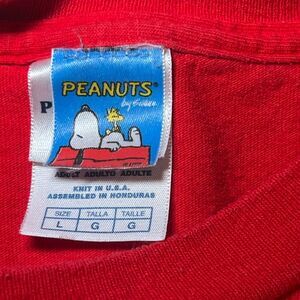 PEANUTS
by Schulz
P
ADULT ADULTO ADULTE
KNIT IN U.S.A.
ASSEMBLED IN HONDURAS
SIZE TALLA TAILLE
L G G